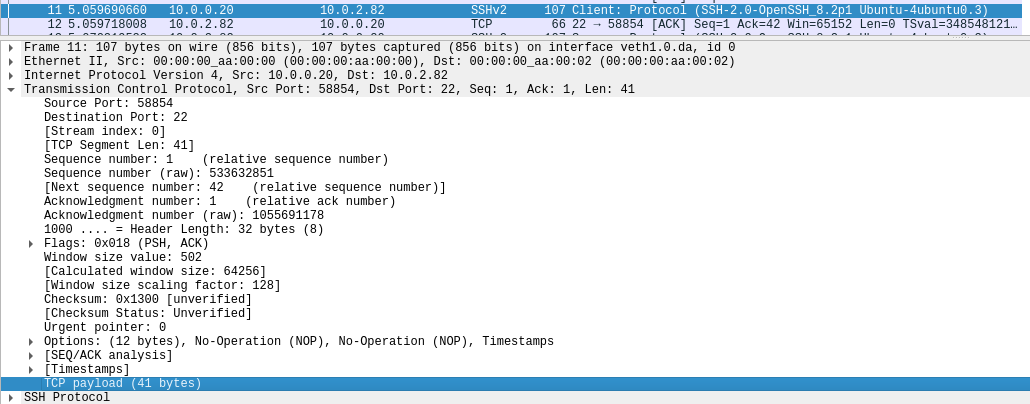 11 5.059690660 10.0.0.20 10.0.2.82 SSHv2 107 Client: Protocol (SSH-2.0-OpenSSH_8.2p1 Ubuntu-4ubuntu0.3)
12 5.059718008 10.0.2.82 10.0.0.20 TCP 66 22 → 58854 [ACK] Seq=1 Ack=42 Win=65152 Len=0 TSval=348548121…
Frame 11: 107 bytes on wire (856 bits), 107 bytes captured (856 bits) on interface veth1.0.da, id 0
Ethernet II, Src: 00:00:00_aa:00:00 (00:00:00:aa:00:00), Dst: 00:00:00_aa:00:02 (00:00:00:aa:00:02)
Internet Protocol Version 4, Src: 10.0.0.20, Dst: 10.0.2.82
Transmission Control Protocol, Src Port: 58854, Dst Port: 22, Seq: 1, Ack: 1, Len: 41
Source Port: 58854
Destination Port: 22
[Stream index: 0]
[TCP Segment Len: 41]
Sequence number: 1 (relative sequence number)
Sequence number (raw): 533632851
[Next sequence number: 42 (relative sequence number)]
Acknowledgment number: 1 (relative ack number)
Acknowledgment number (raw): 1055691178
1000 .... = Header Length: 32 bytes (8)
Flags: 0x018 (PSH, ACK)
Window size value: 502
[Calculated window size: 64256]
[Window size scaling factor: 128]
Checksum: 0x1300 [unverified]
[Checksum Status: Unverified]
Urgent pointer: 0
Options: (12 bytes), No-Operation (NOP), No-Operation (NOP), Timestamps
[SEQ/ACK analysis]
[Timestamps]
TCP payload (41 bytes)
SSH Protocol